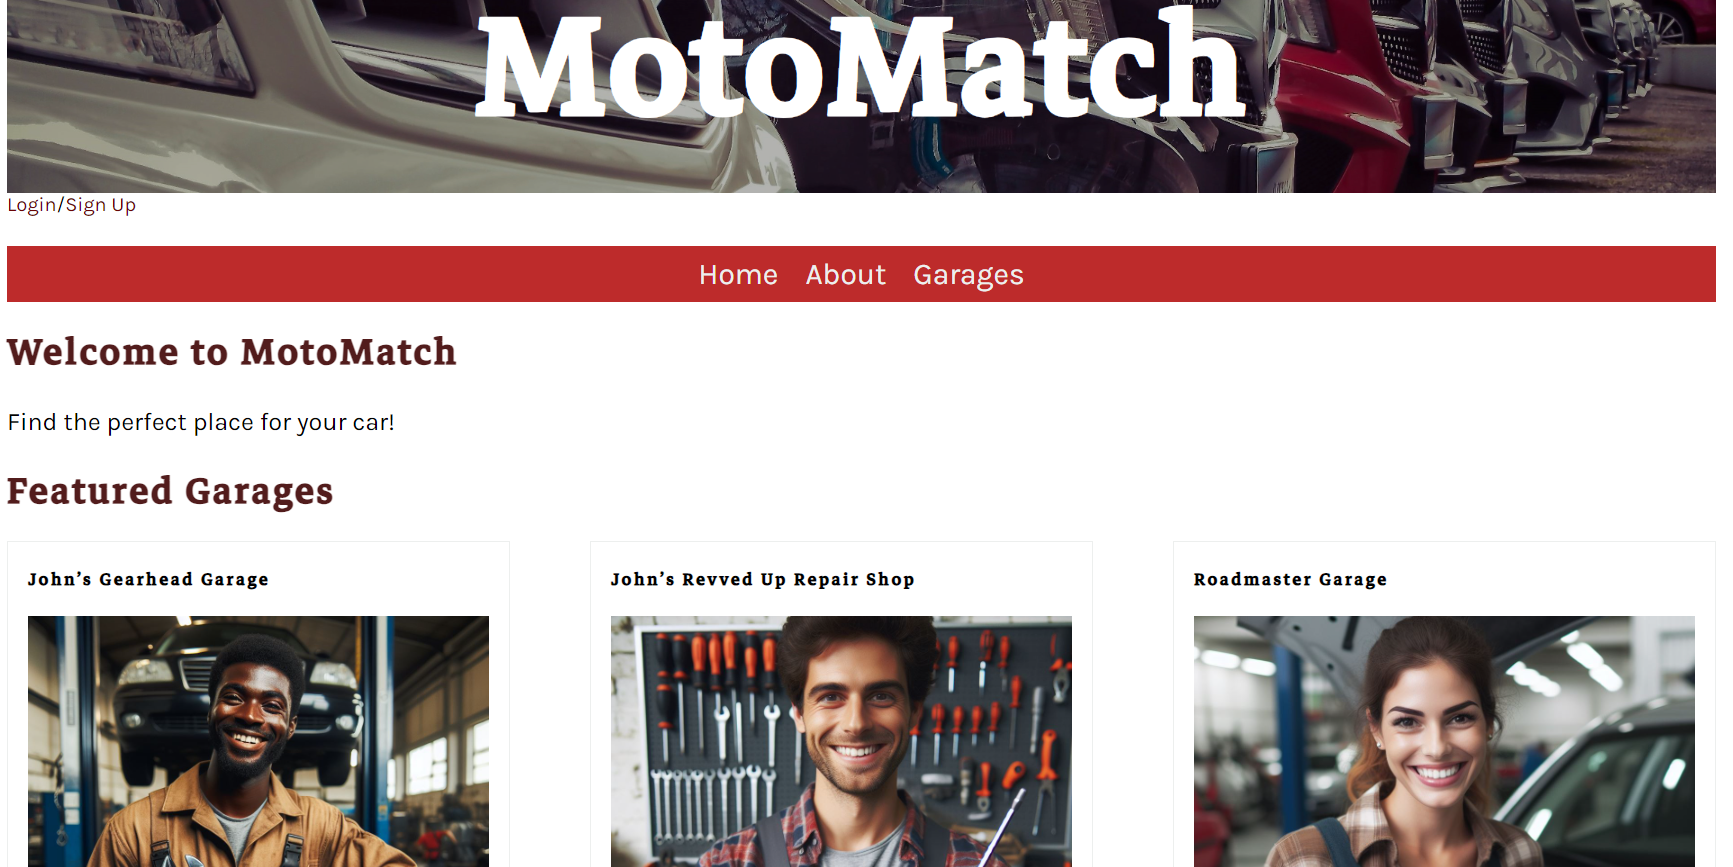 MotoMatch
Login/Sign Up
Home About Garages
Welcome to MotoMatch
Find the perfect place for your car!
Featured Garages
John's Gearhead Garage
John's Revved Up Repair Shop
Roadmaster Garage